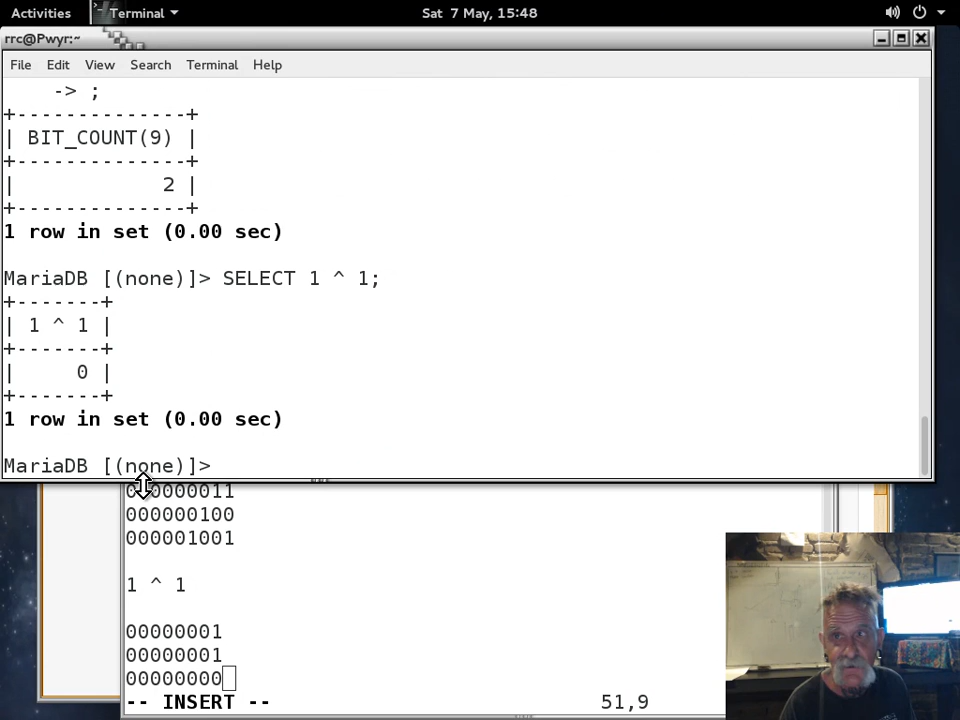 Activities Terminal Sat 7 May, 15:48
rrc@Pwyr:~
File Edit View Search Terminal Help
-> ;
+--------------+
| BIT_COUNT(9) |
+--------------+
|            2 |
+--------------+
1 row in set (0.00 sec)
MariaDB [(none)]> SELECT 1 ^ 1;
+-------+
| 1 ^ 1 |
+-------+
|     0 |
+-------+
1 row in set (0.00 sec)
MariaDB [(none)]>
000000011
000000100
000001001
1 ^ 1
00000001
00000001
00000000
-- INSERT -- 51,9